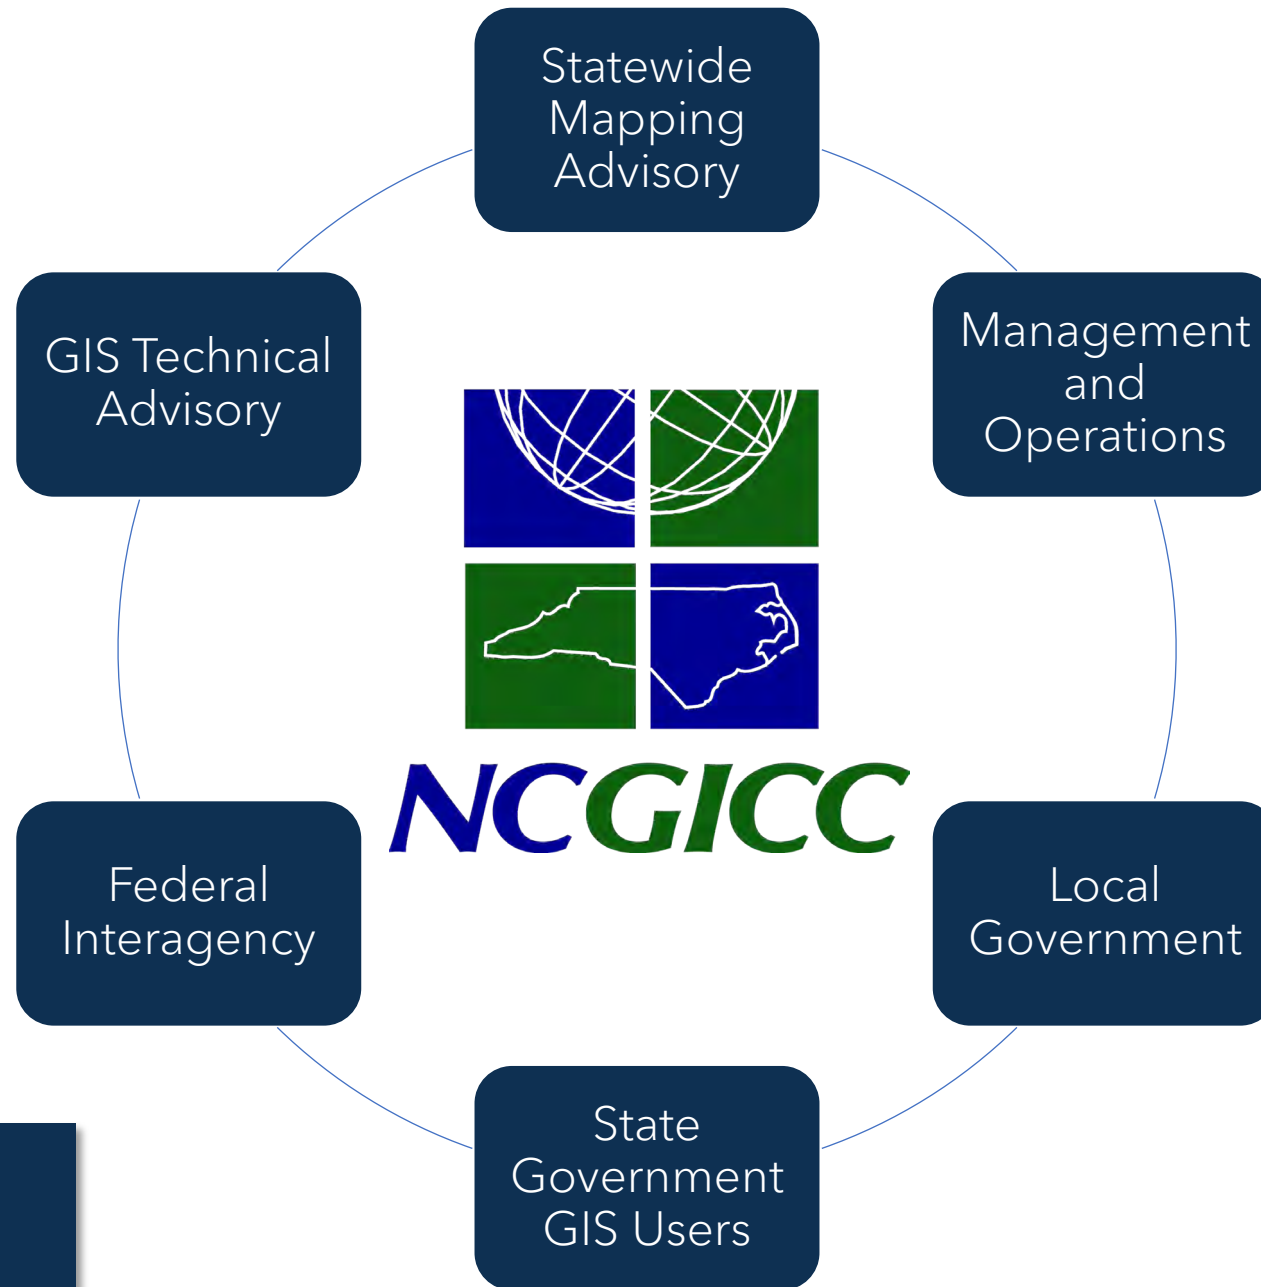 Statewide
Mapping
Advisory
Management
and
Operations
GIS Technical
Advisory
NCGICC
Federal
Interagency
Local
Government
State
Government
GIS Users